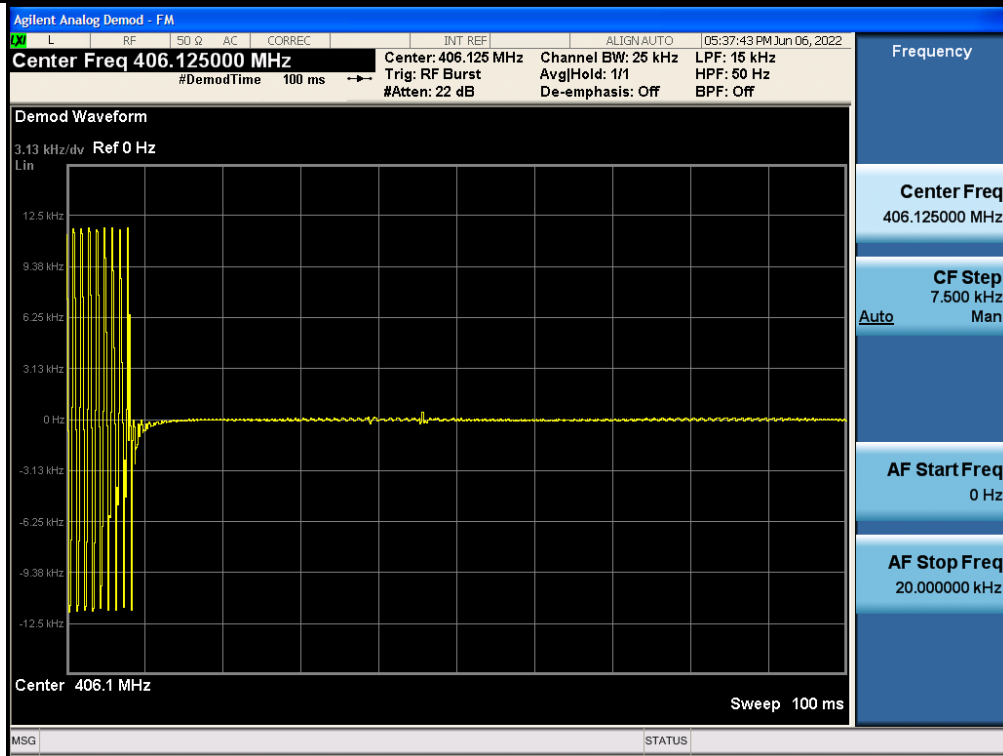 Agilent Analog Demod - FM
LXI L RF 50 Ω AC CORREC INT REF ALIGN AUTO 05:37:43 PM Jun 06, 2022
Center Freq 406.125000 MHz
#DemodTime 100 ms
Center: 406.125 MHz
Trig: RF Burst
#Atten: 22 dB
Channel BW: 25 kHz
Avg|Hold: 1/1
De-emphasis: Off
LPF: 15 kHz
HPF: 50 Hz
BPF: Off
Demod Waveform
3.13 kHz/dv Ref 0 Hz
Lin
12.5 kHz
9.38 kHz
6.25 kHz
3.13 kHz
0 Hz
-3.13 kHz
-6.25 kHz
-9.38 kHz
-12.5 kHz
Center 406.1 MHz
Sweep 100 ms
Frequency
Center Freq
406.125000 MHz
CF Step
7.500 kHz
Auto Man
AF Start Freq
0 Hz
AF Stop Freq
20.000000 kHz
MSG STATUS